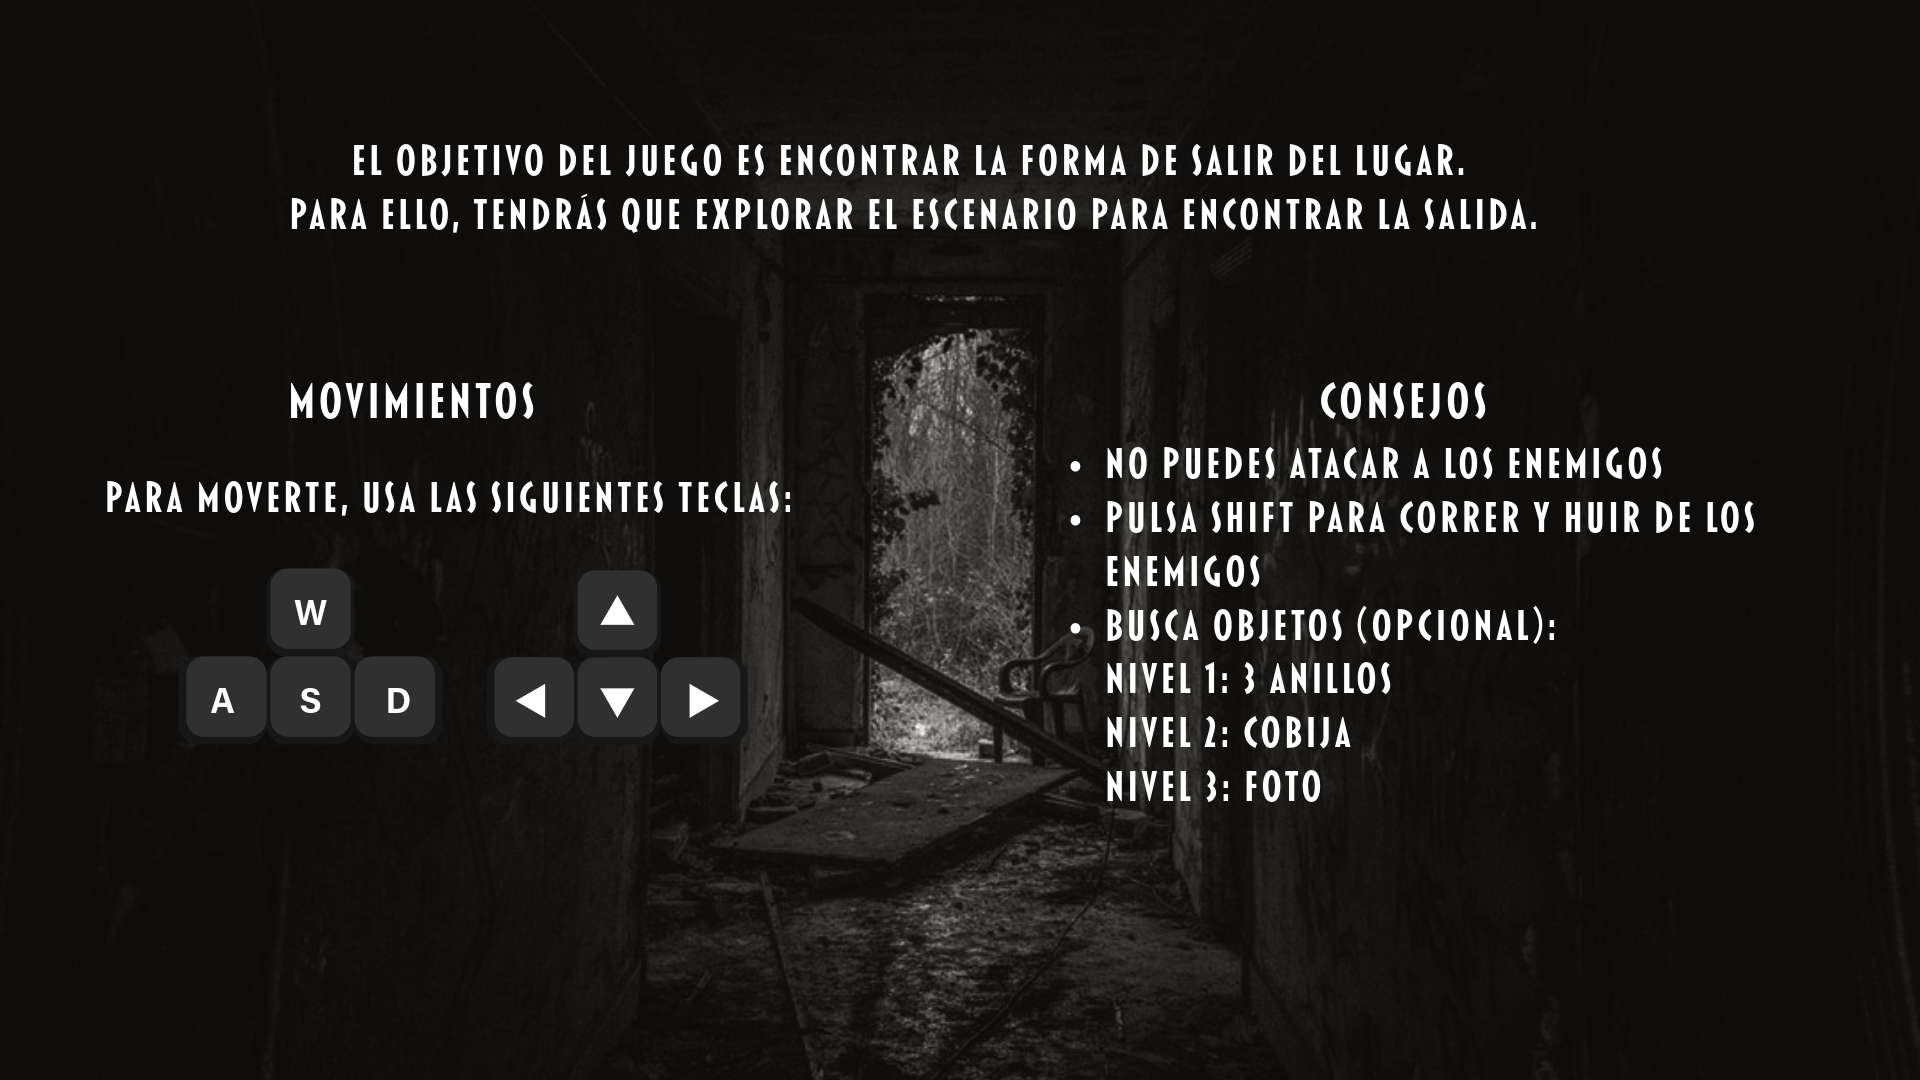 EL OBJETIVO DEL JUEGO ES ENCONTRAR LA FORMA DE SALIR DEL LUGAR.
PARA ELLO, TENDRÁS QUE EXPLORAR EL ESCENARIO PARA ENCONTRAR LA SALIDA.
MOVIMIENTOS
PARA MOVERTE, USA LAS SIGUIENTES TECLAS:
W
A S D
CONSEJOS
• NO PUEDES ATACAR A LOS ENEMIGOS
• PULSA SHIFT PARA CORRER Y HUIR DE LOS
ENEMIGOS
• BUSCA OBJETOS (OPCIONAL):
NIVEL 1: 3 ANILLOS
NIVEL 2: COBIJA
NIVEL 3: FOTO